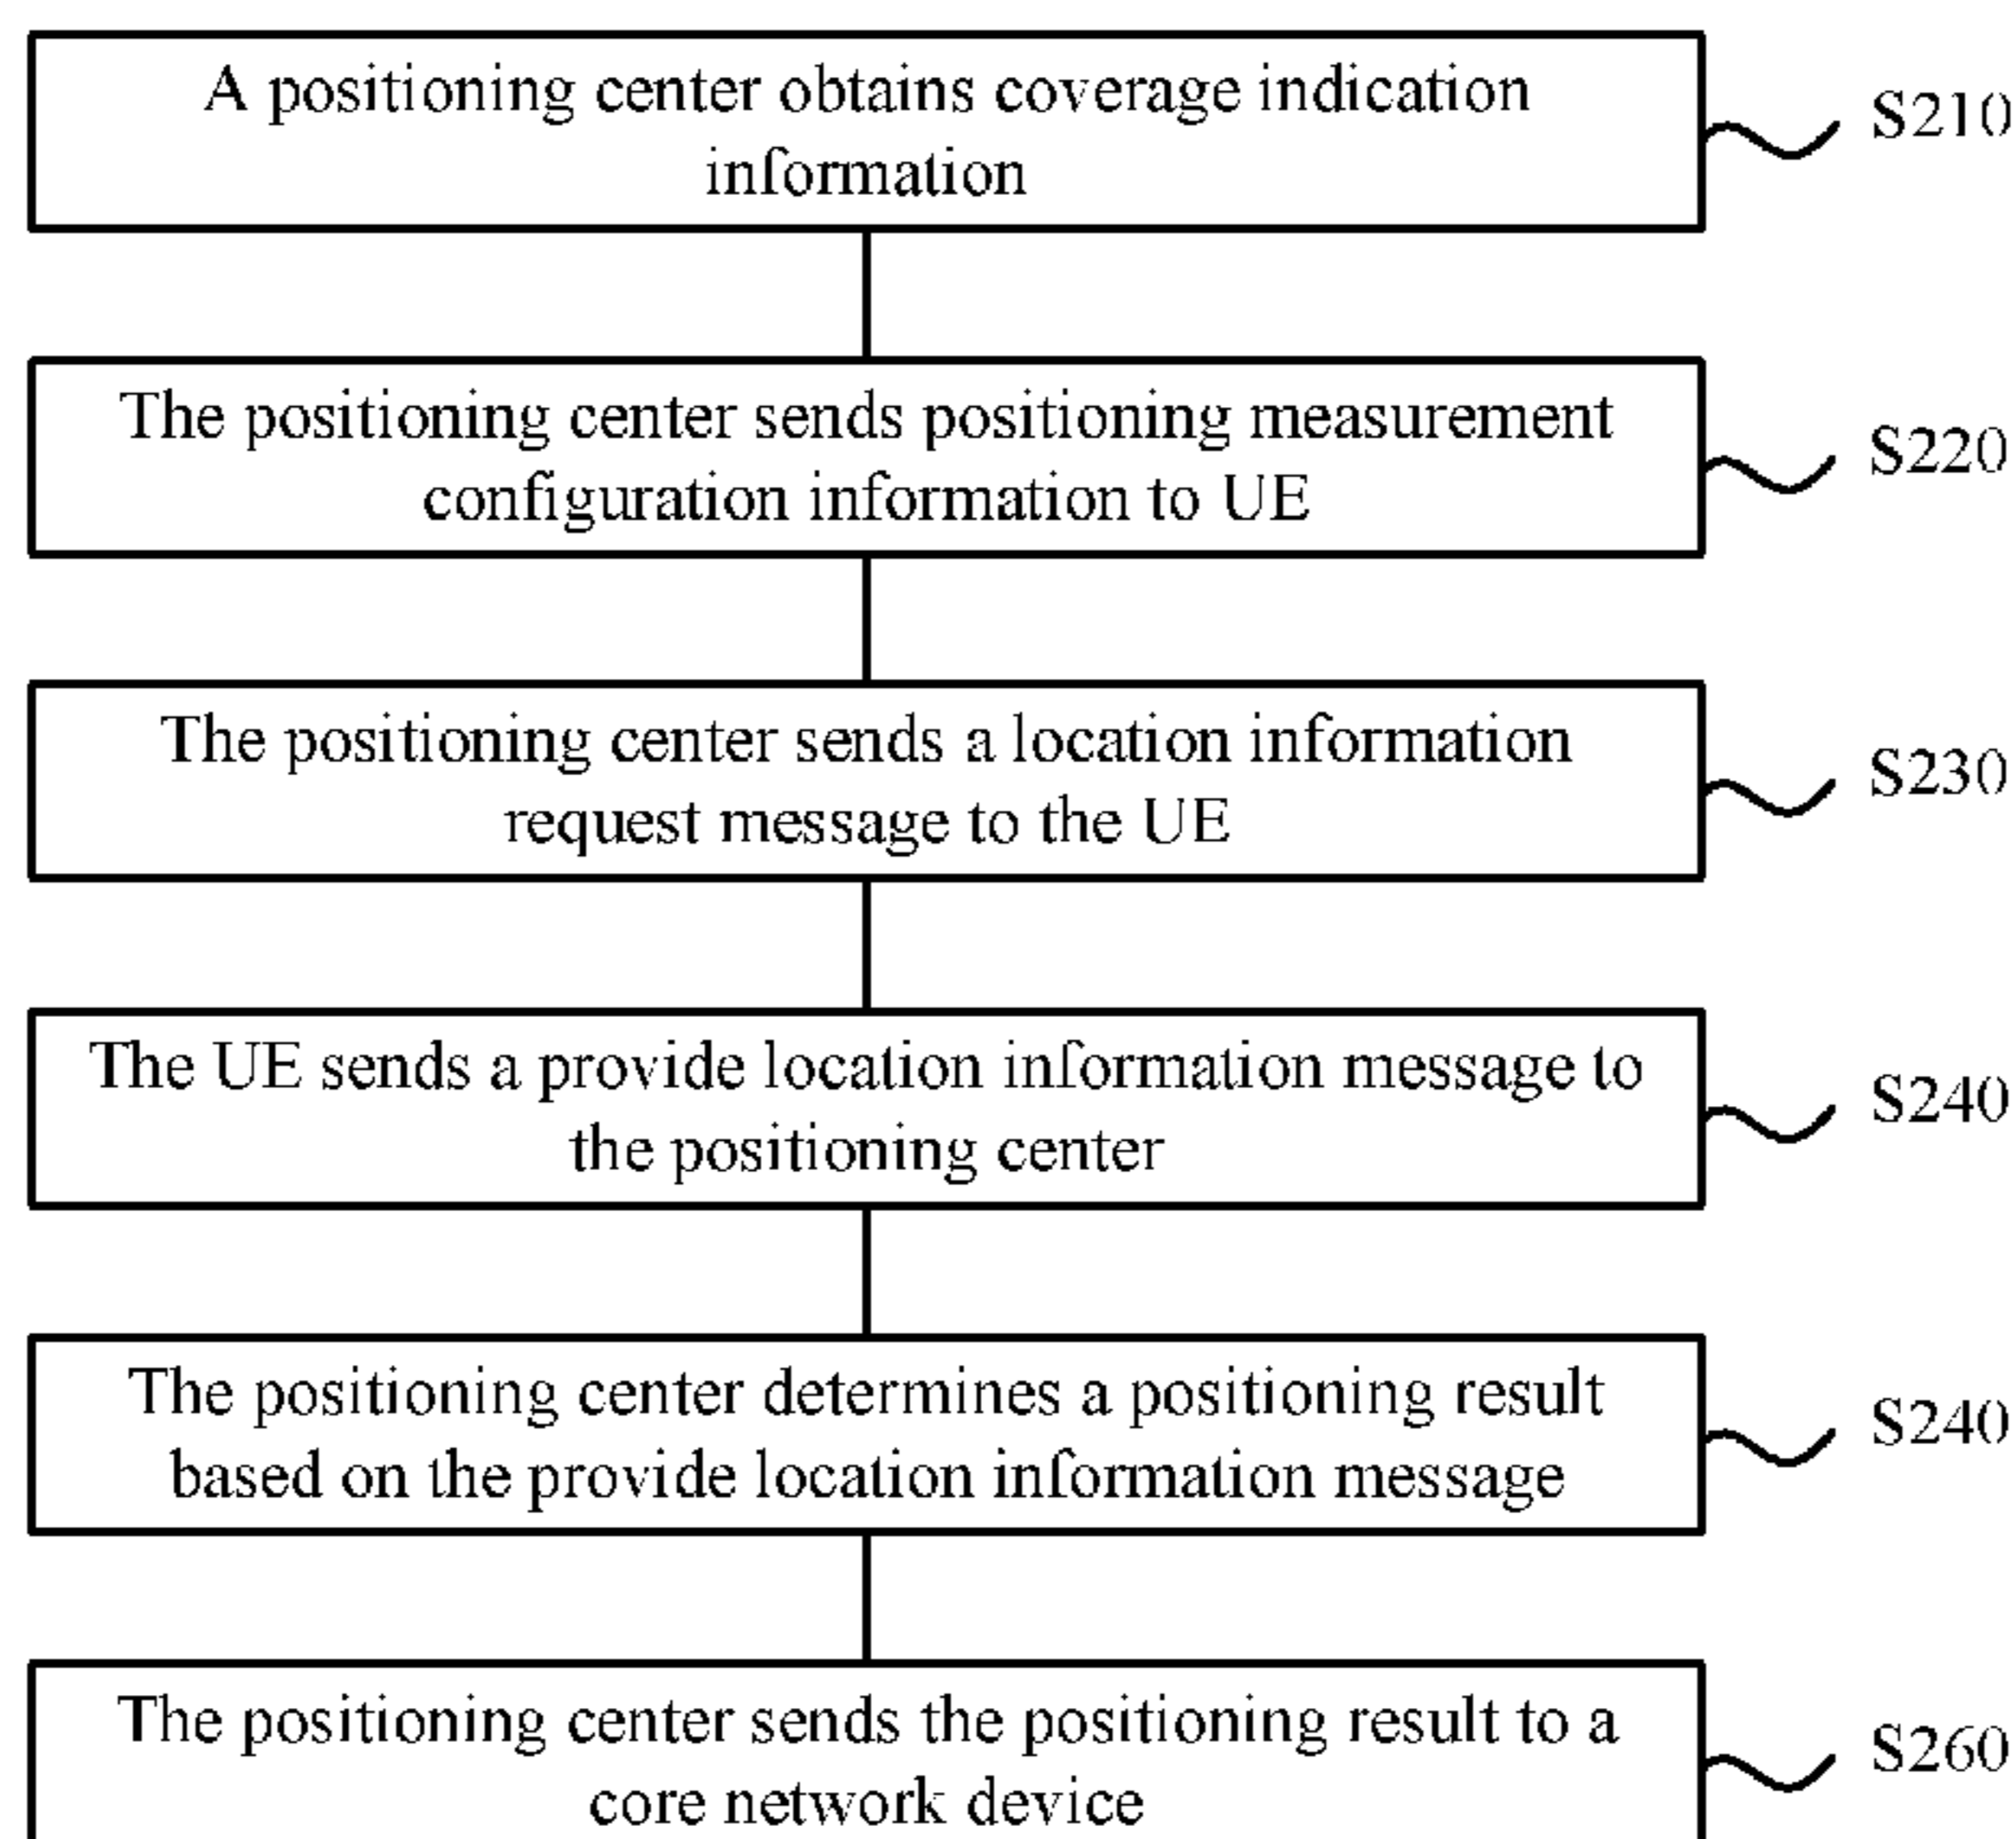 A positioning center obtains coverage indication
information
S210
The positioning center sends positioning measurement
configuration information to UE
S220
The positioning center sends a location information
request message to the UE
S230
The UE sends a provide location information message to
the positioning center
S240
The positioning center determines a positioning result
based on the provide location information message
S240
The positioning center sends the positioning result to a
core network device
S260